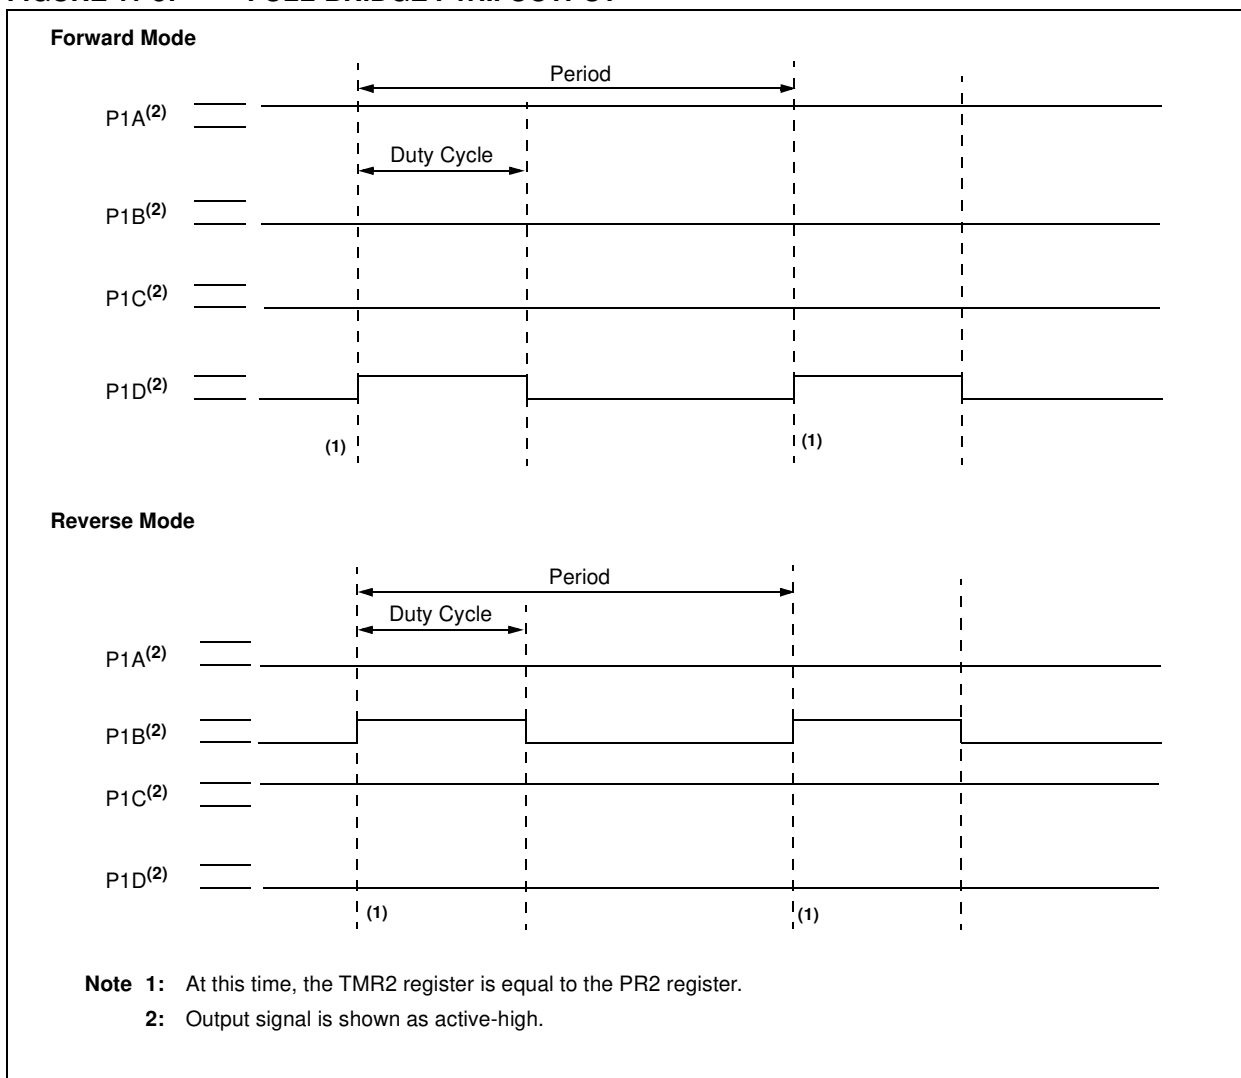 Forward Mode
Period
P1A(2)
Duty Cycle
P1B(2)
P1C(2)
P1D(2)
(1)
(1)
Reverse Mode
Period
Duty Cycle
P1A(2)
P1B(2)
P1C(2)
P1D(2)
(1)
(1)
Note 1: At this time, the TMR2 register is equal to the PR2 register.
2: Output signal is shown as active-high.